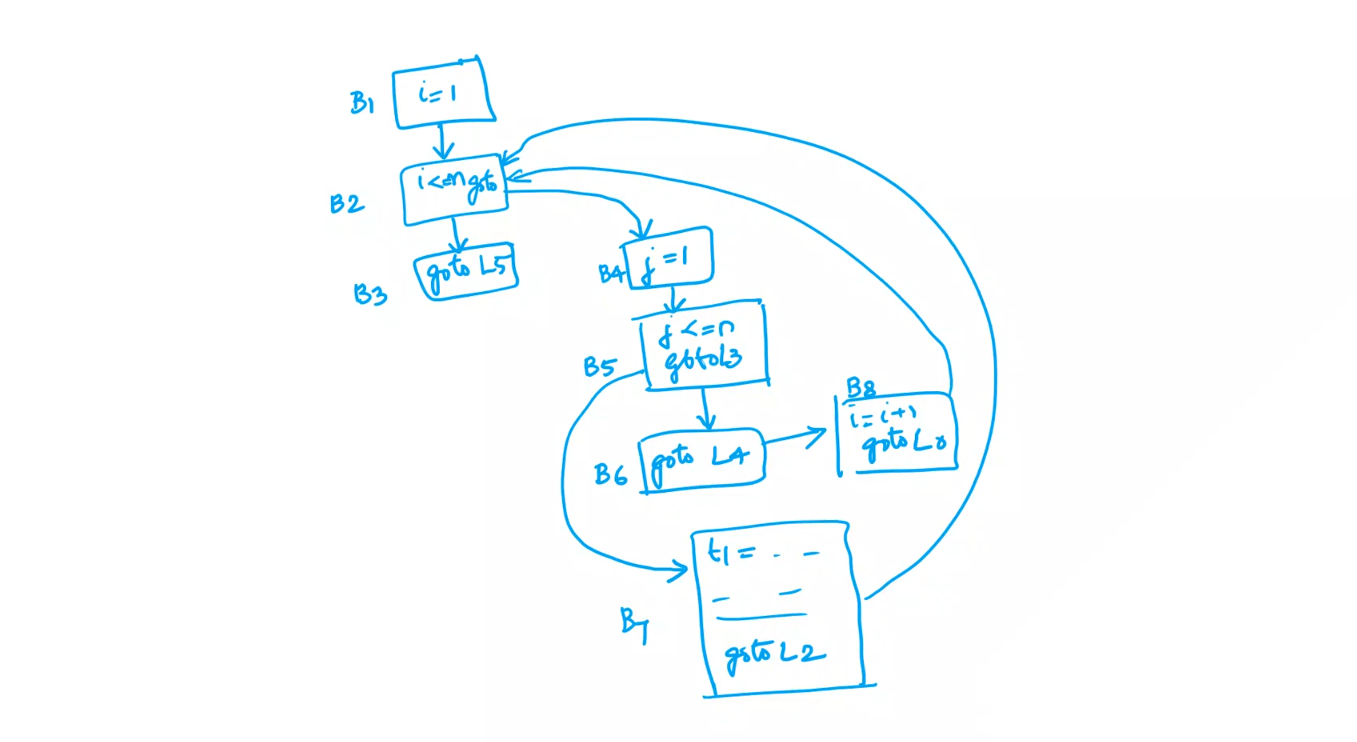 B1
i=1
B2
i<=n goto
B3
goto L5
B4
j=1
B5
j<=n
goto L3
B6
goto L4
B8
i=i+1
goto L0
B7
t1= . . –
– –
goto L2